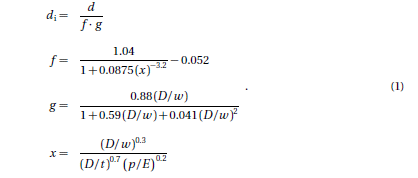 d_i = d / (f · g)
f = 1.04 / (1 + 0.0875(x)^−3.2) − 0.052
g = 0.88(D/w) / (1 + 0.59(D/w) + 0.041(D/w)^2) . (1)
x = (D/w)^0.3 / ((D/t)^0.7 (p/E)^0.2)